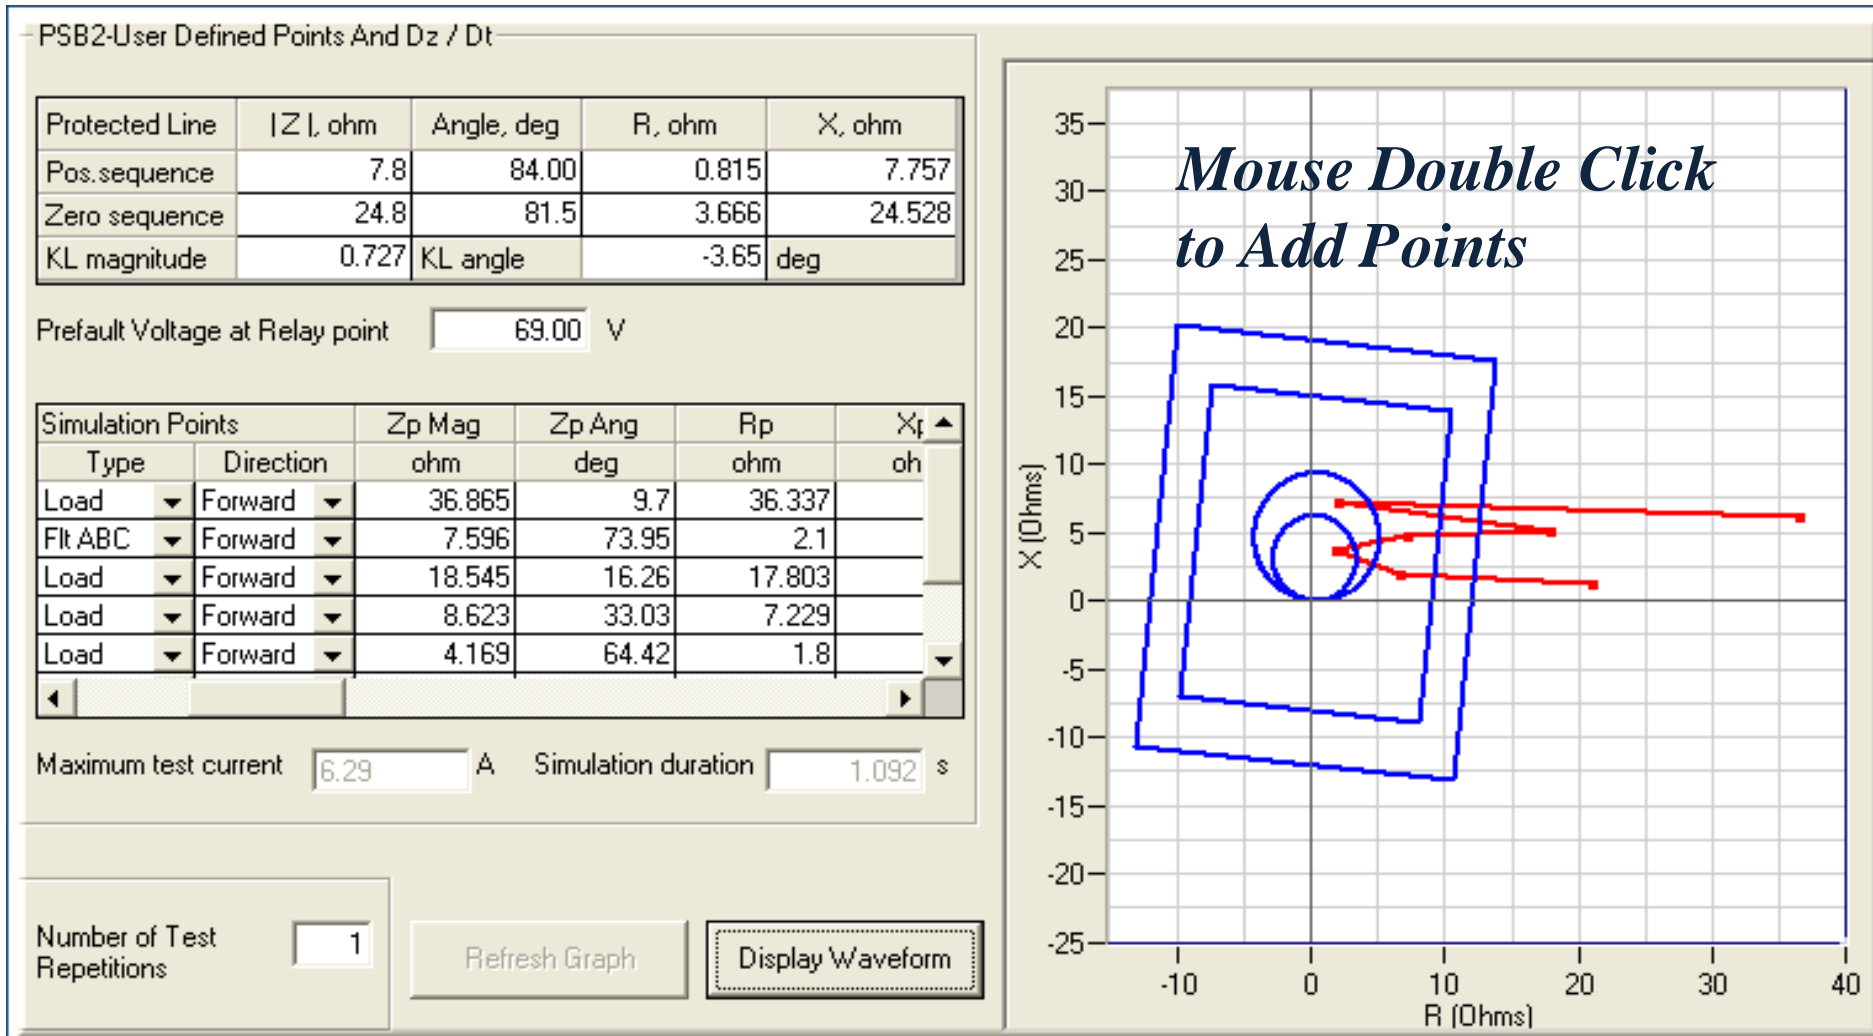 PSB2-User Defined Points And Dz / Dt
Protected Line |Z|, ohm Angle, deg R, ohm X, ohm
Pos.sequence 7.8 84.00 0.815 7.757
Zero sequence 24.8 81.5 3.666 24.528
KL magnitude 0.727 KL angle -3.65 deg
Prefault Voltage at Relay point 69.00 V
Simulation Points Zp Mag Zp Ang Rp
Type Direction ohm deg ohm oh
Load Forward 36.865 9.7 36.337
Flt ABC Forward 7.596 73.95 2.1
Load Forward 18.545 16.26 17.803
Load Forward 8.623 33.03 7.229
Load Forward 4.169 64.42 1.8
Maximum test current 6.29 A Simulation duration 1.092 s
Number of Test
Repetitions
1
Refresh Graph
Display Waveform
Mouse Double Click
to Add Points
X (Ohms)
35
30
25
20
15
10
5
0
-5
-10
-15
-20
-25
-10 0 10 20 30 40
R (Ohms)